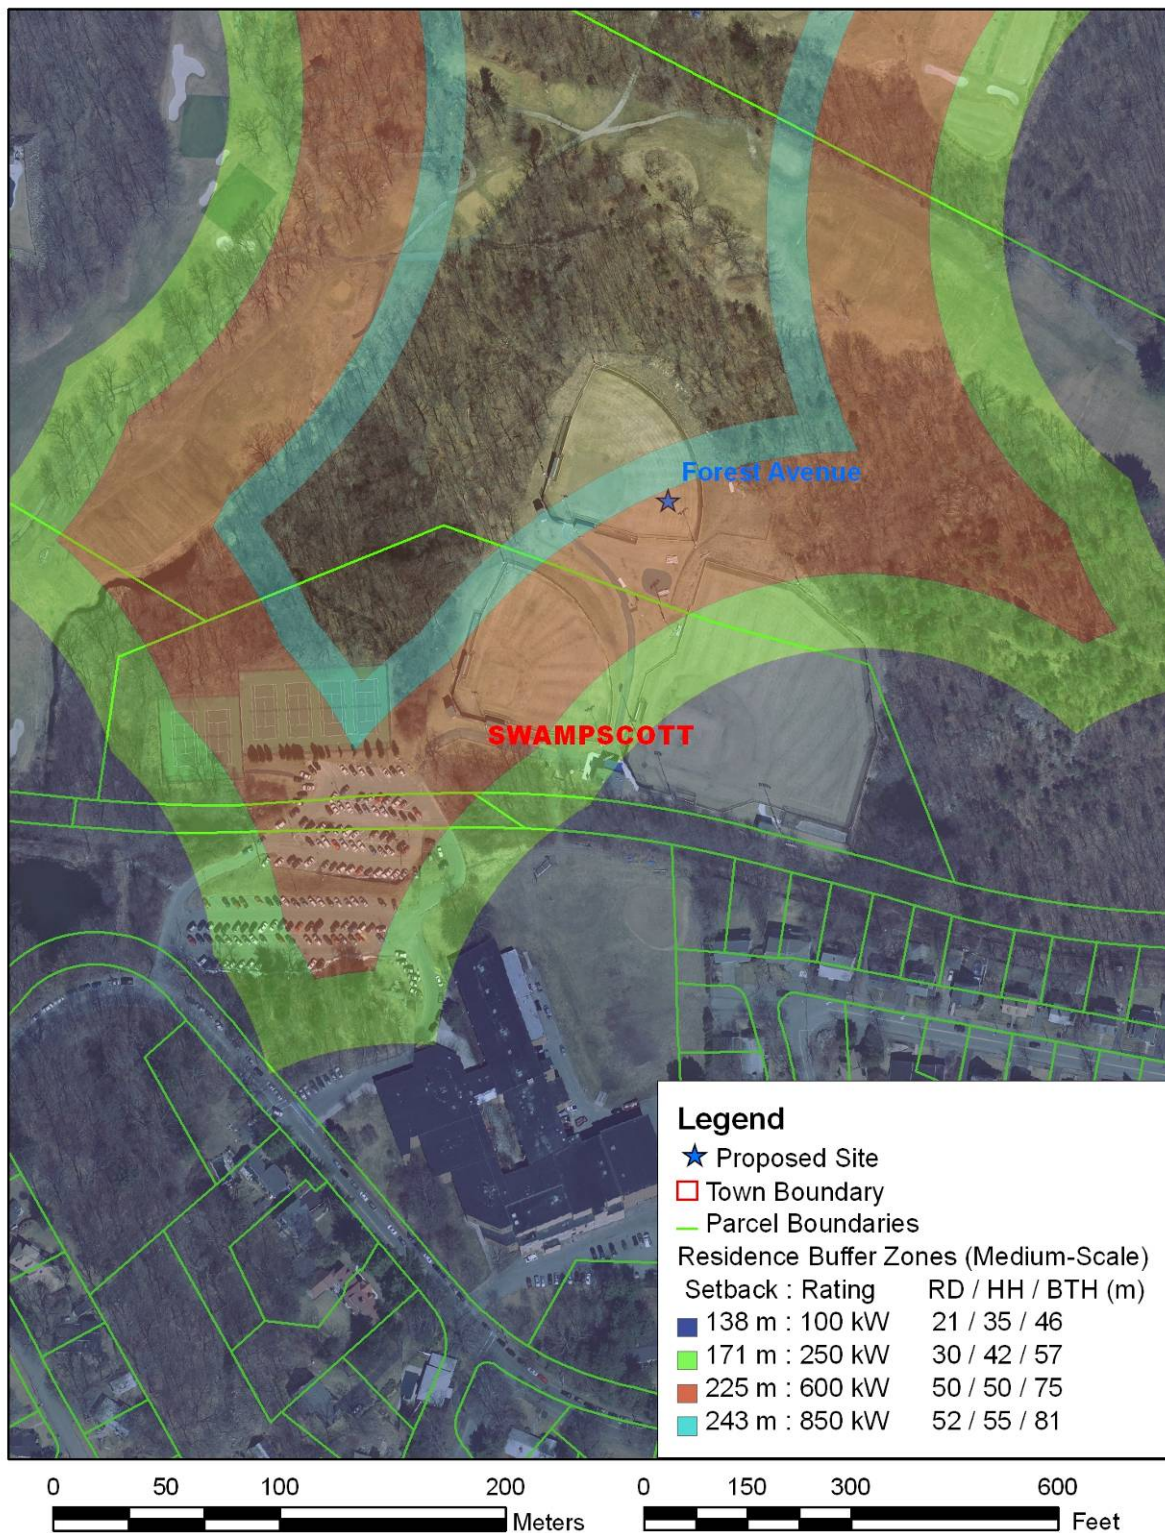 Forest Avenue
SWAMPSCOTT
Legend
Proposed Site
Town Boundary
Parcel Boundaries
Residence Buffer Zones (Medium-Scale)
Setback : Rating RD / HH / BTH (m)
138 m : 100 kW 21 / 35 / 46
171 m : 250 kW 30 / 42 / 57
225 m : 600 kW 50 / 50 / 75
243 m : 850 kW 52 / 55 / 81
0 50 100 200 Meters
0 150 300 600 Feet